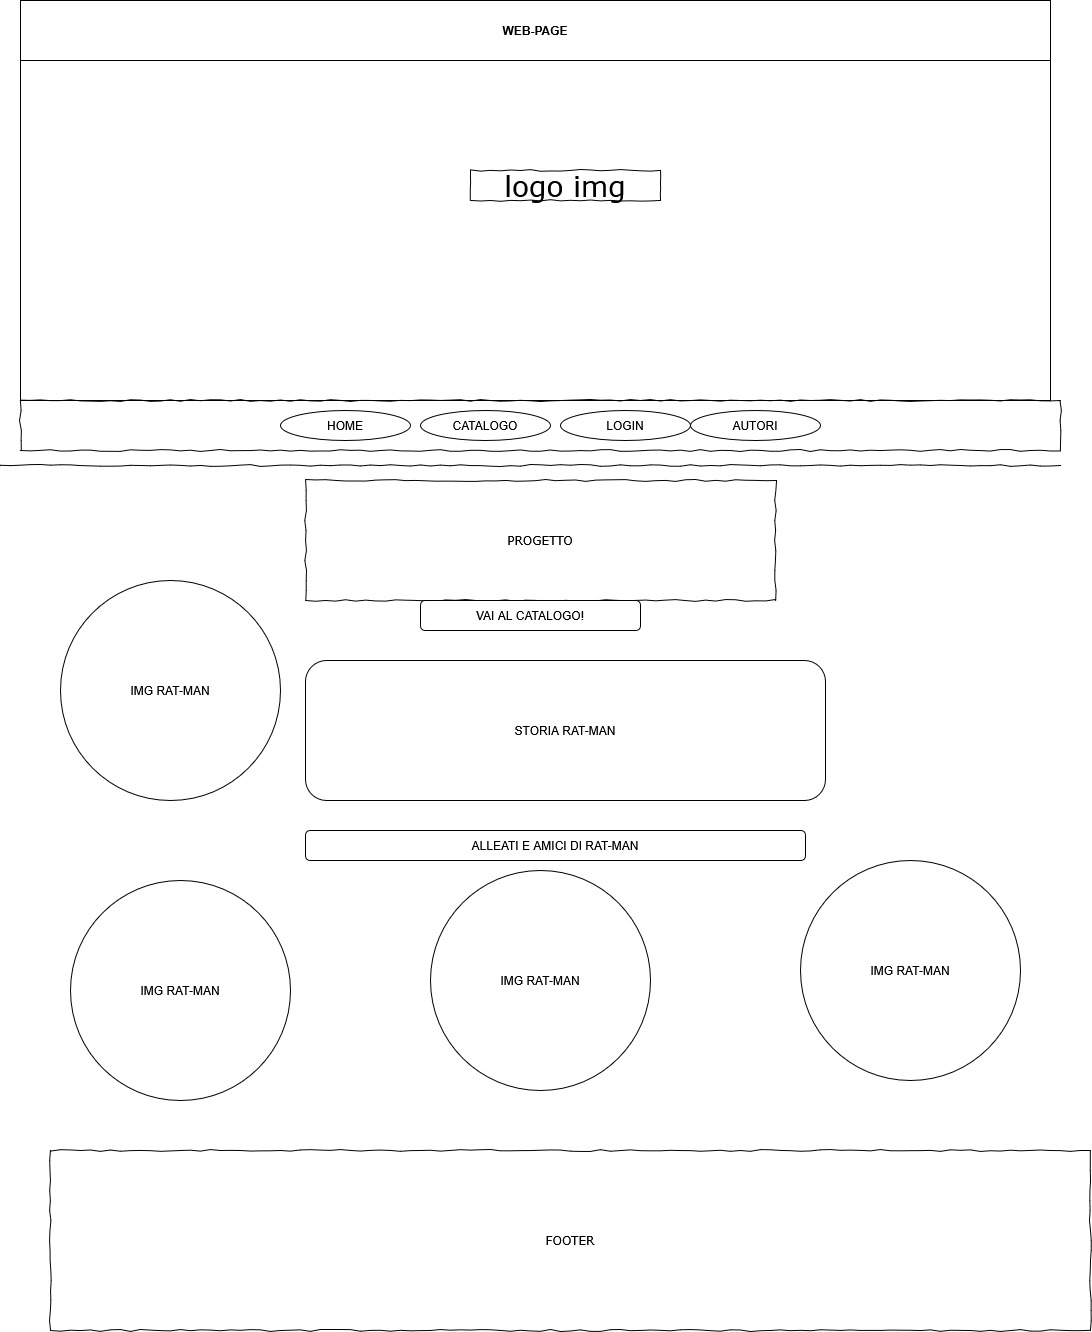 WEB-PAGE
logo img
HOME
CATALOGO
LOGIN
AUTORI
PROGETTO
VAI AL CATALOGO!
IMG RAT-MAN
STORIA RAT-MAN
ALLEATI E AMICI DI RAT-MAN
IMG RAT-MAN
IMG RAT-MAN
IMG RAT-MAN
FOOTER